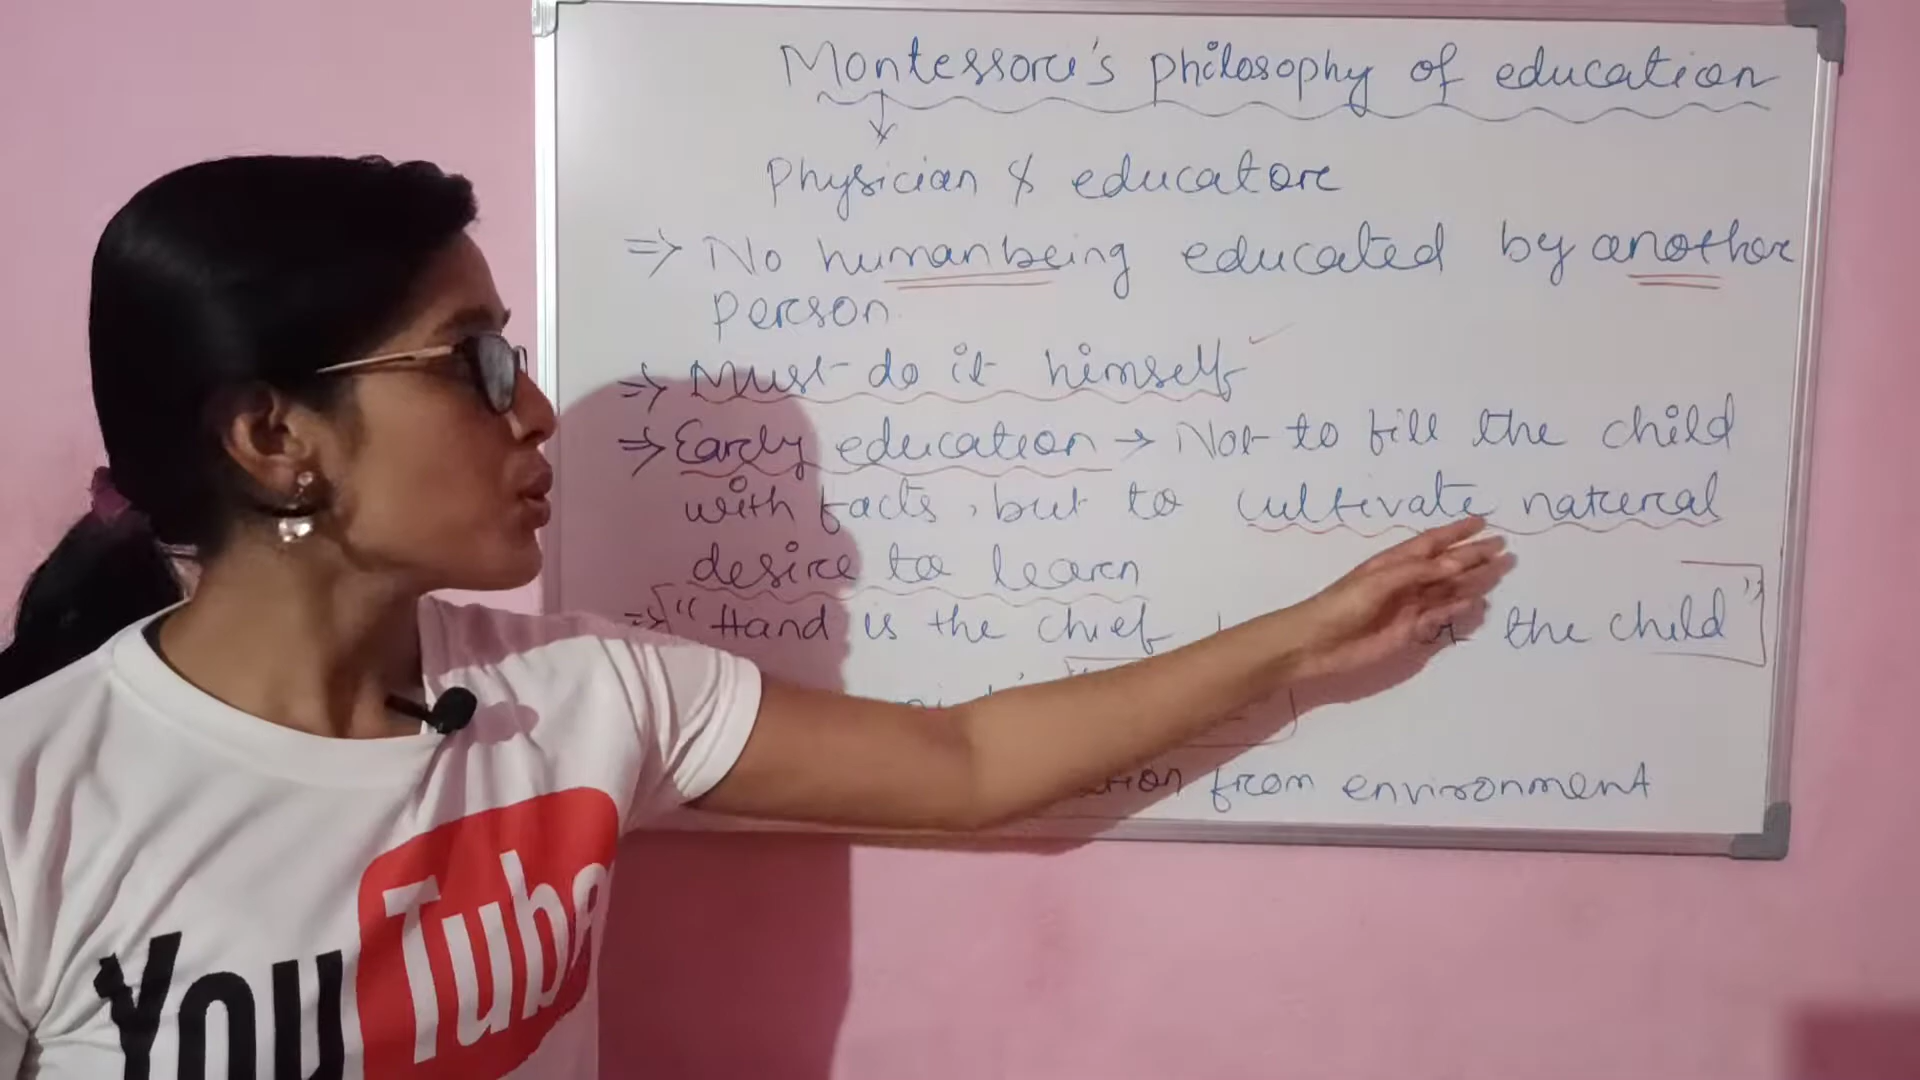 Montessori's philosophy of education
Physician & educator
⇒ No human being educated by another
person
⇒ Must do it himself
⇒ Early education → Not to fill the child
with facts, but to cultivate natural
desire to learn
⇒ "Hand is the chief the child"
from environment
YouTube